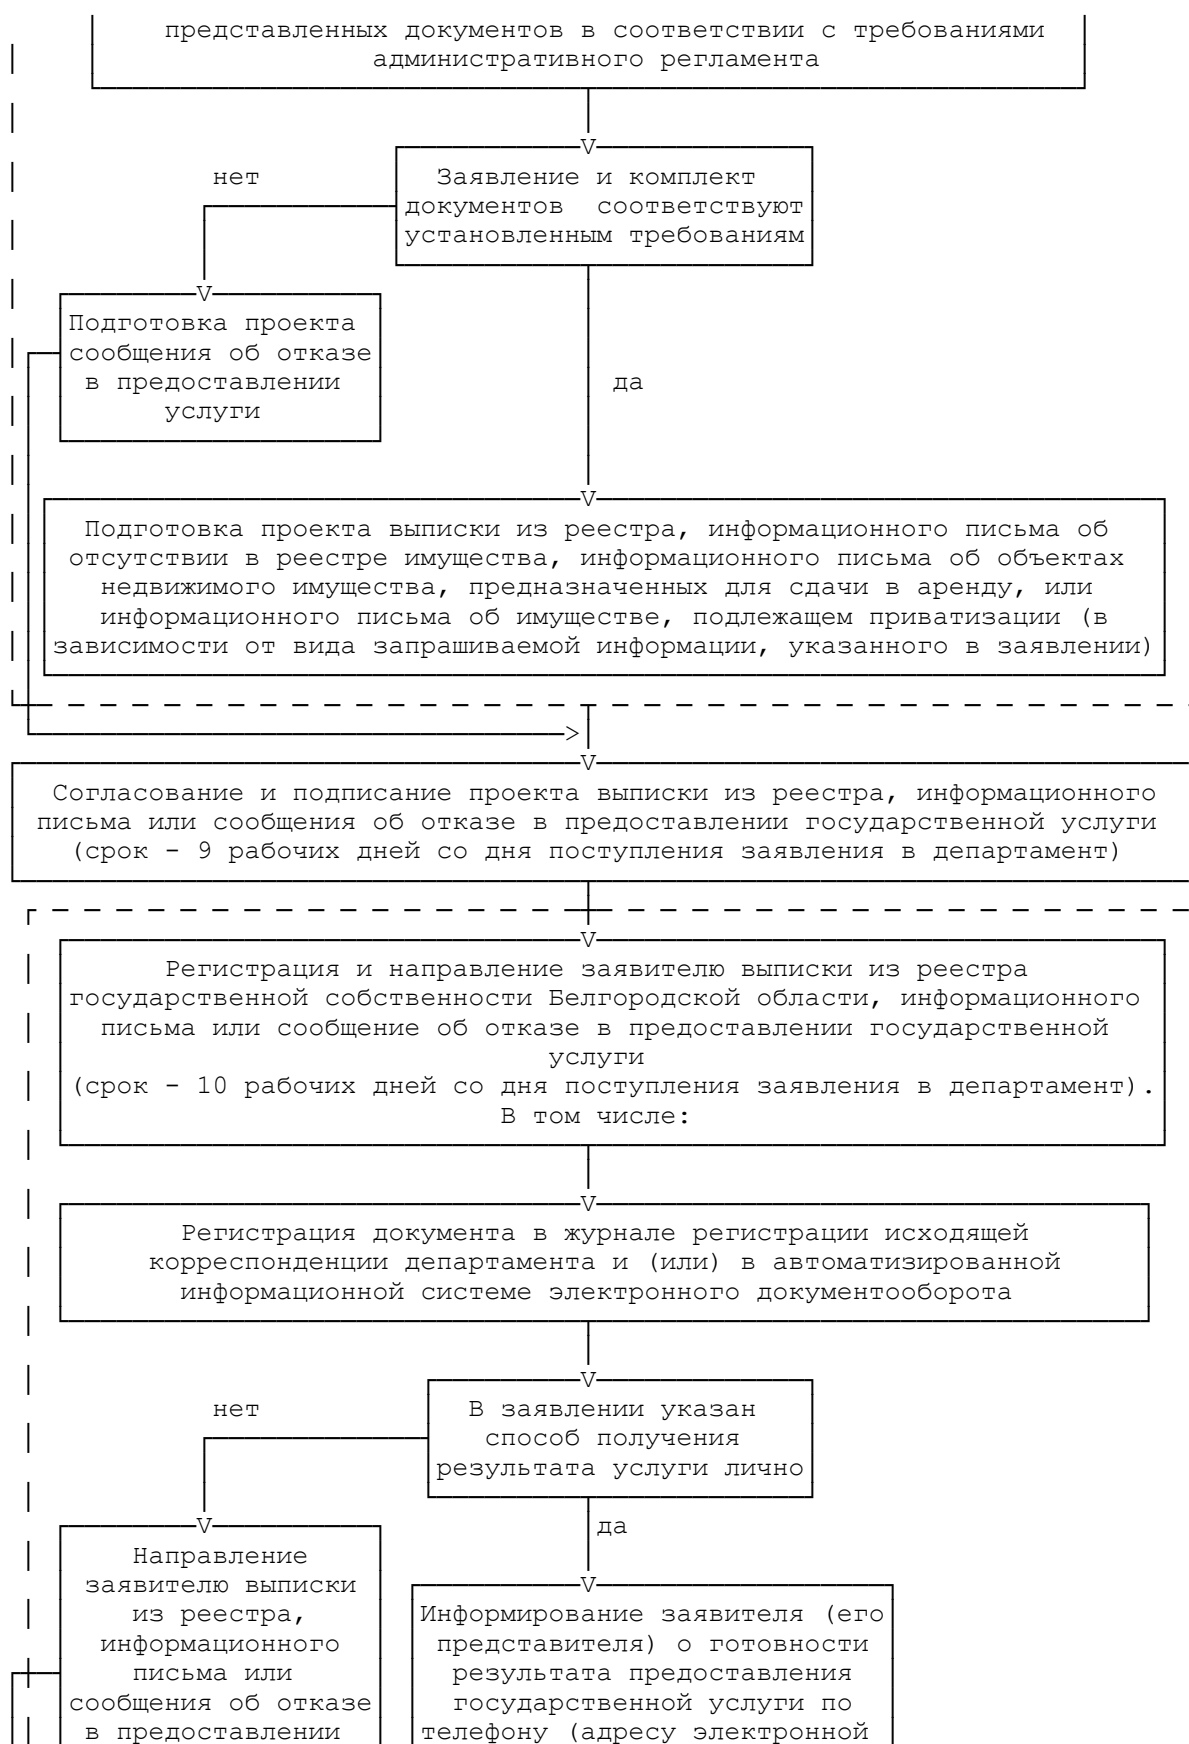 представленных документов в соответствии с требованиями
административного регламента
нет
Заявление и комплект
документов соответствуют
установленным требованиям
Подготовка проекта
сообщения об отказе
в предоставлении
услуги
да
Подготовка проекта выписки из реестра, информационного письма об
отсутствии в реестре имущества, информационного письма об объектах
недвижимого имущества, предназначенных для сдачи в аренду, или
информационного письма об имуществе, подлежащем приватизации (в
зависимости от вида запрашиваемой информации, указанного в заявлении)
Согласование и подписание проекта выписки из реестра, информационного
письма или сообщения об отказе в предоставлении государственной услуги
(срок - 9 рабочих дней со дня поступления заявления в департамент)
Регистрация и направление заявителю выписки из реестра
государственной собственности Белгородской области, информационного
письма или сообщение об отказе в предоставлении государственной
услуги
(срок - 10 рабочих дней со дня поступления заявления в департамент).
В том числе:
Регистрация документа в журнале регистрации исходящей
корреспонденции департамента и (или) в автоматизированной
информационной системе электронного документооборота
нет
В заявлении указан
способ получения
результата услуги лично
да
Направление
заявителю выписки
из реестра,
информационного
письма или
сообщения об отказе
в предоставлении
Информирование заявителя (его
представителя) о готовности
результата предоставления
государственной услуги по
телефону (адресу электронной